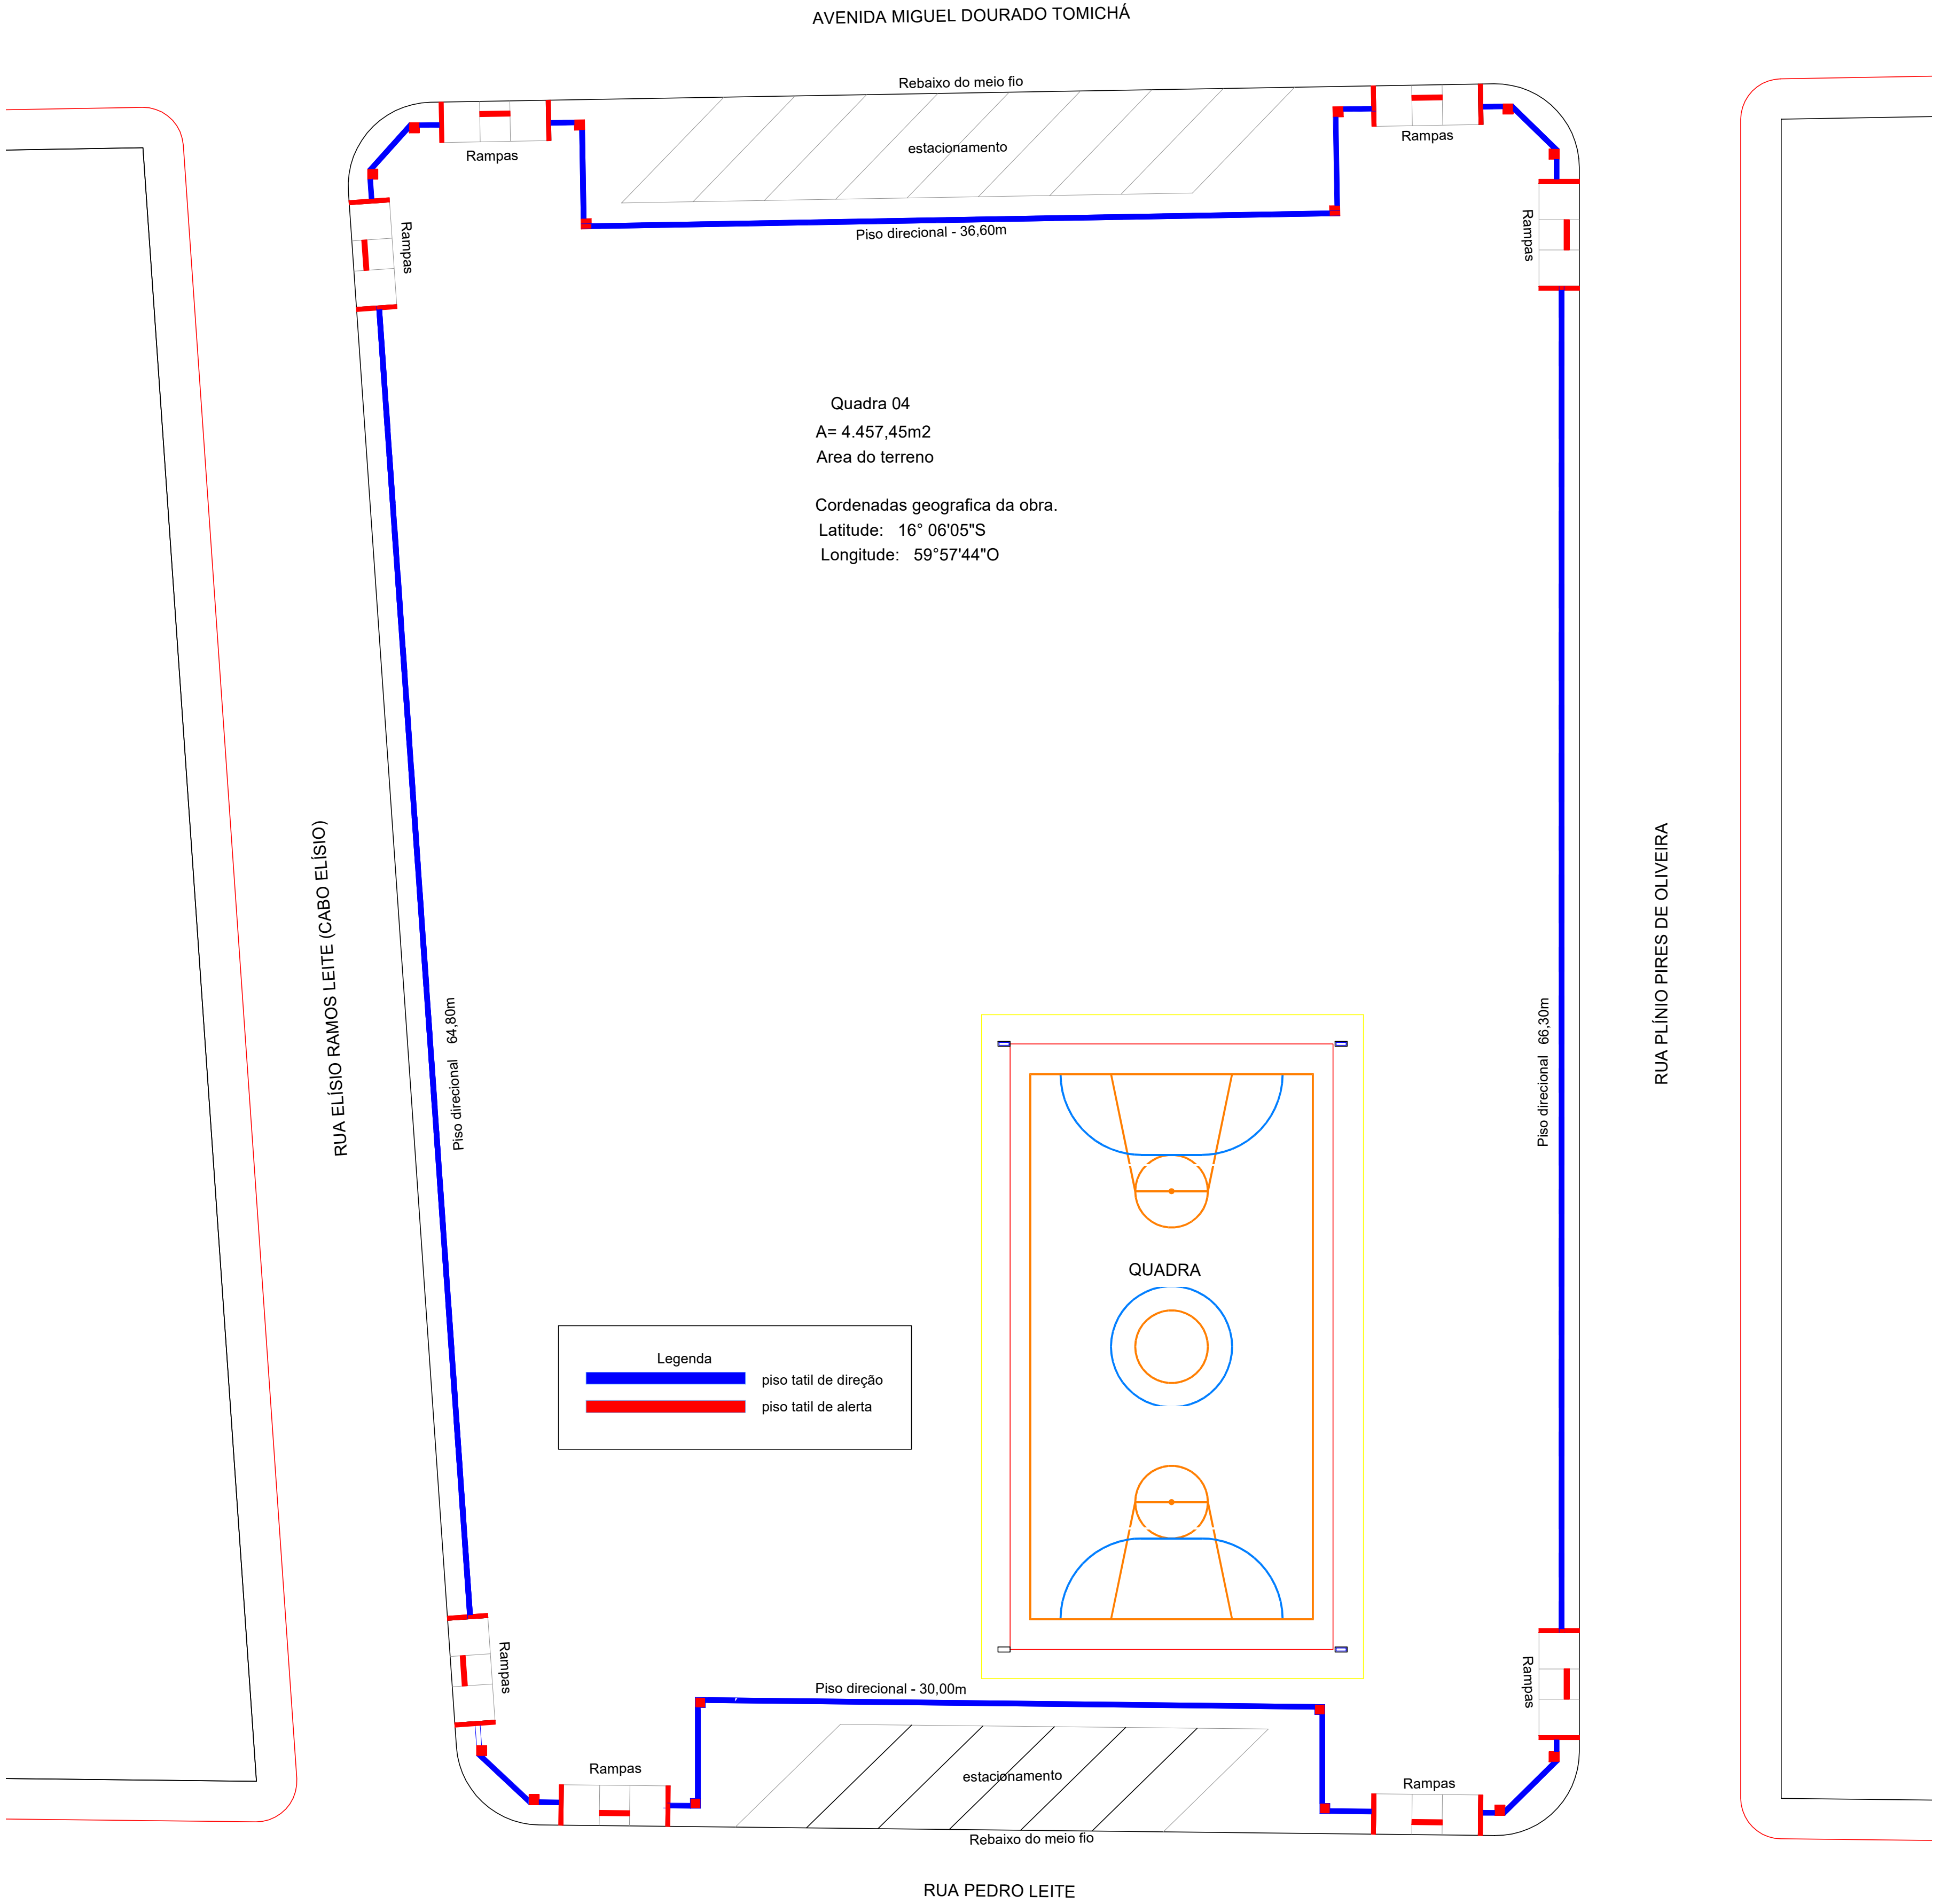 AVENIDA MIGUEL DOURADO TOMICHÁ
Rebaixo do meio fio
estacionamento
Rampas
Rampas
Rampas
Rampas
Piso direcional - 36,60m
Quadra 04
A= 4.457,45m2
Area do terreno
Cordenadas geografica da obra.
Latitude: 16° 06'05"S
Longitude: 59°57'44"O
RUA ELÍSIO RAMOS LEITE (CABO ELÍSIO)
Piso direcional 64,80m
Piso direcional 66,30m
RUA PLÍNIO PIRES DE OLIVEIRA
QUADRA
Legenda
piso tatil de direção
piso tatil de alerta
Rampas
Rampas
Piso direcional - 30,00m
Rampas
estacionamento
Rampas
Rebaixo do meio fio
RUA PEDRO LEITE